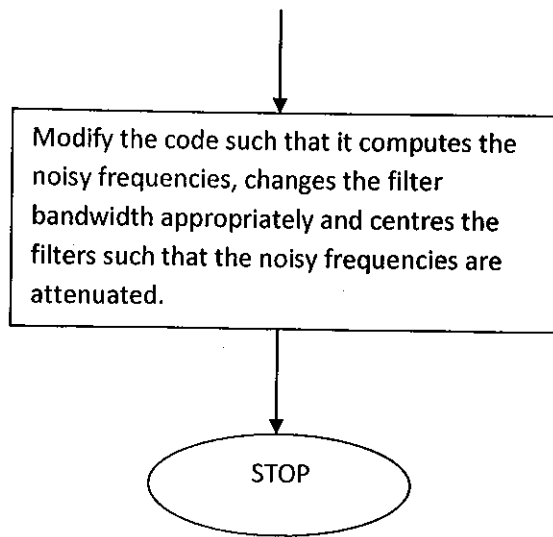 Modify the code such that it computes the
noisy frequencies, changes the filter
bandwidth appropriately and centres the
filters such that the noisy frequencies are
attenuated.
STOP